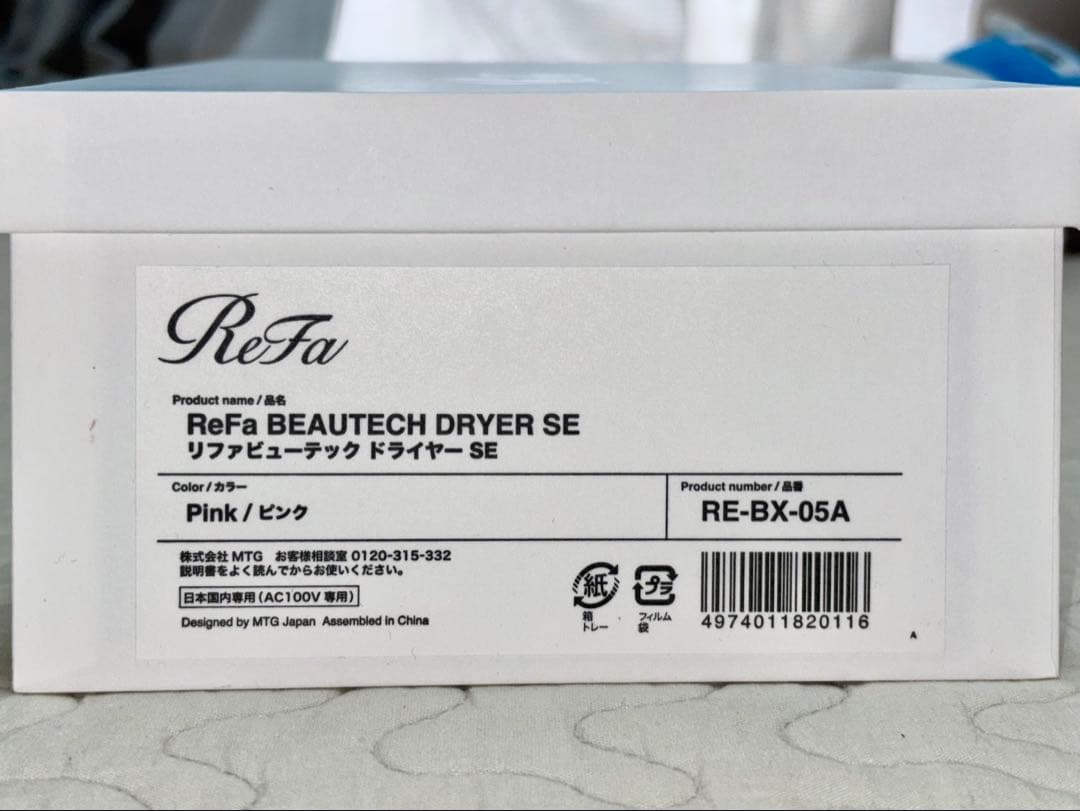 ReFa
Product name / 品名
ReFa BEAUTECH DRYER SE
リファビューテック ドライヤー SE
Color / カラー
Pink / ピンク
Product number / 品番
RE-BX-05A
株式会社 MTG お客様相談室 0120-315-332
説明書をよく読んでからお使いください。
日本国内専用（AC100V 専用）
Designed by MTG Japan Assembled in China
紙
箱
トレー
プラ
フィルム
袋
4974011820116
A